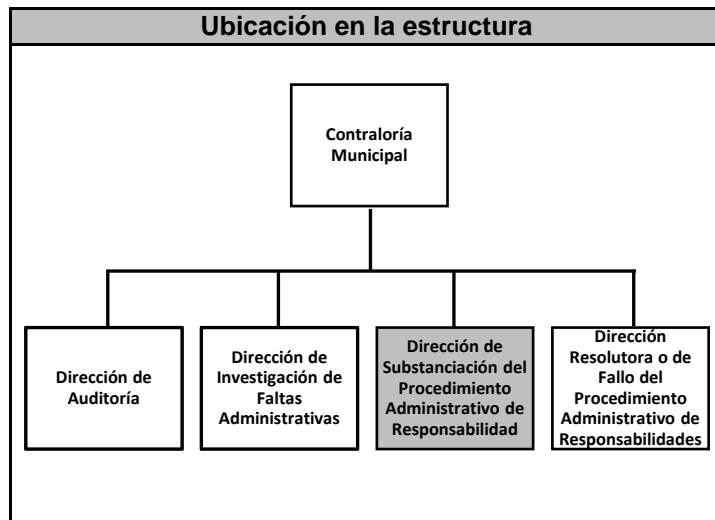 Ubicación en la estructura
Contraloría
Municipal
Dirección de
Auditoría
Dirección de
Investigación de
Faltas
Administrativas
Dirección de
Substanciación del
Procedimiento
Administrativo de
Responsabilidad
Dirección
Resolutora o de
Fallo del
Procedimiento
Administrativo de
Responsabilidades